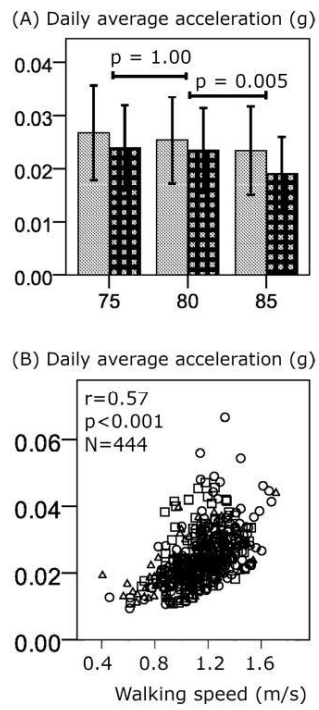 (A) Daily average acceleration (g)
0.04
p = 1.00
p = 0.005
0.03
0.02
0.01
0.00
75 80 85
(B) Daily average acceleration (g)
r=0.57
p<0.001
N=444
0.06
0.04
0.02
0.00
0.4 0.8 1.2 1.6
Walking speed (m/s)